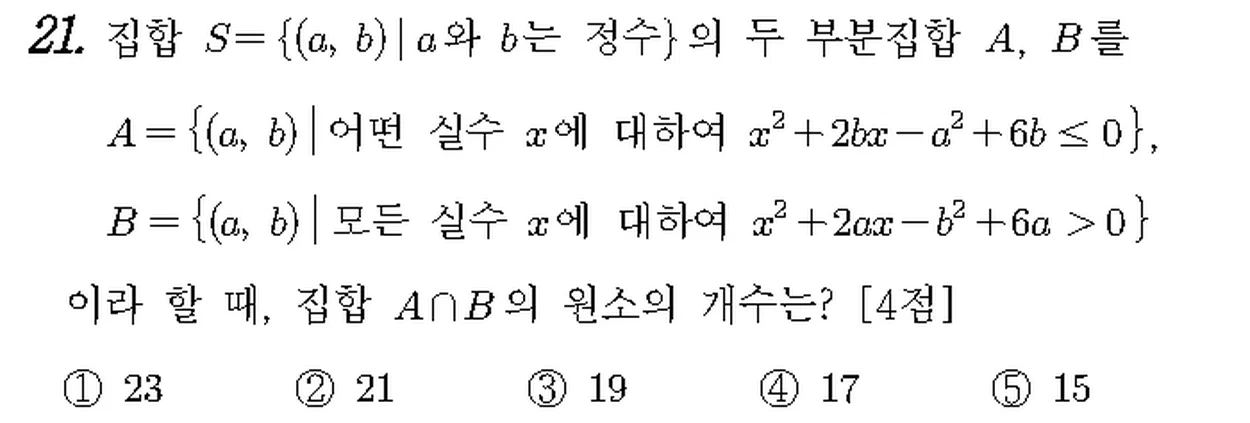 21. 집합 S={(a, b)|a와 b는 정수}의 두 부분집합 A, B를
A={(a, b)|어떤 실수 x에 대하여 x²+2bx-a²+6b ≤ 0},
B={(a, b)|모든 실수 x에 대하여 x²+2ax-b²+6a > 0}
이라 할 때, 집합 A∩B의 원소의 개수는? [4점]
① 23 ② 21 ③ 19 ④ 17 ⑤ 15